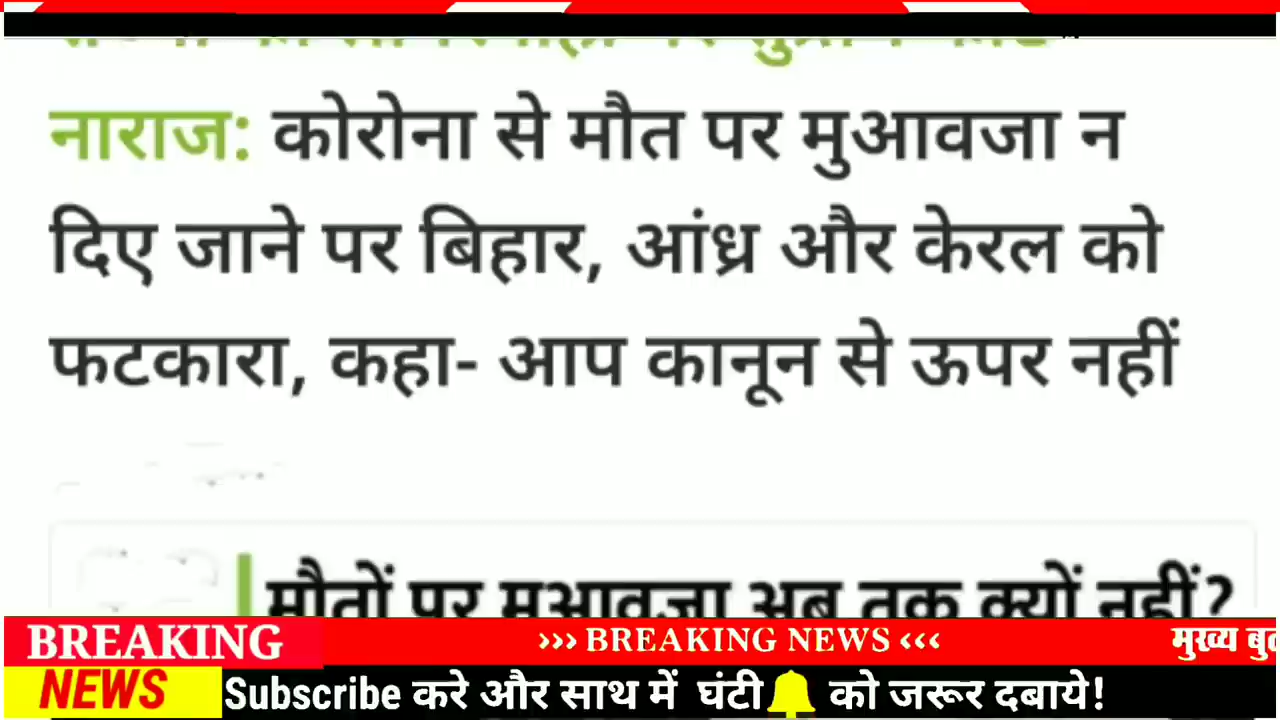 नाराज: कोरोना से मौत पर मुआवजा न
दिए जाने पर बिहार, आंध्र और केरल को
फटकारा, कहा- आप कानून से ऊपर नहीं
मौतों पर मुआवजा अब तक क्यों नहीं?
BREAKING
››› BREAKING NEWS ‹‹‹
मुख्य
NEWS
Subscribe करे और साथ में घंटी🔔 को जरूर दबाये!